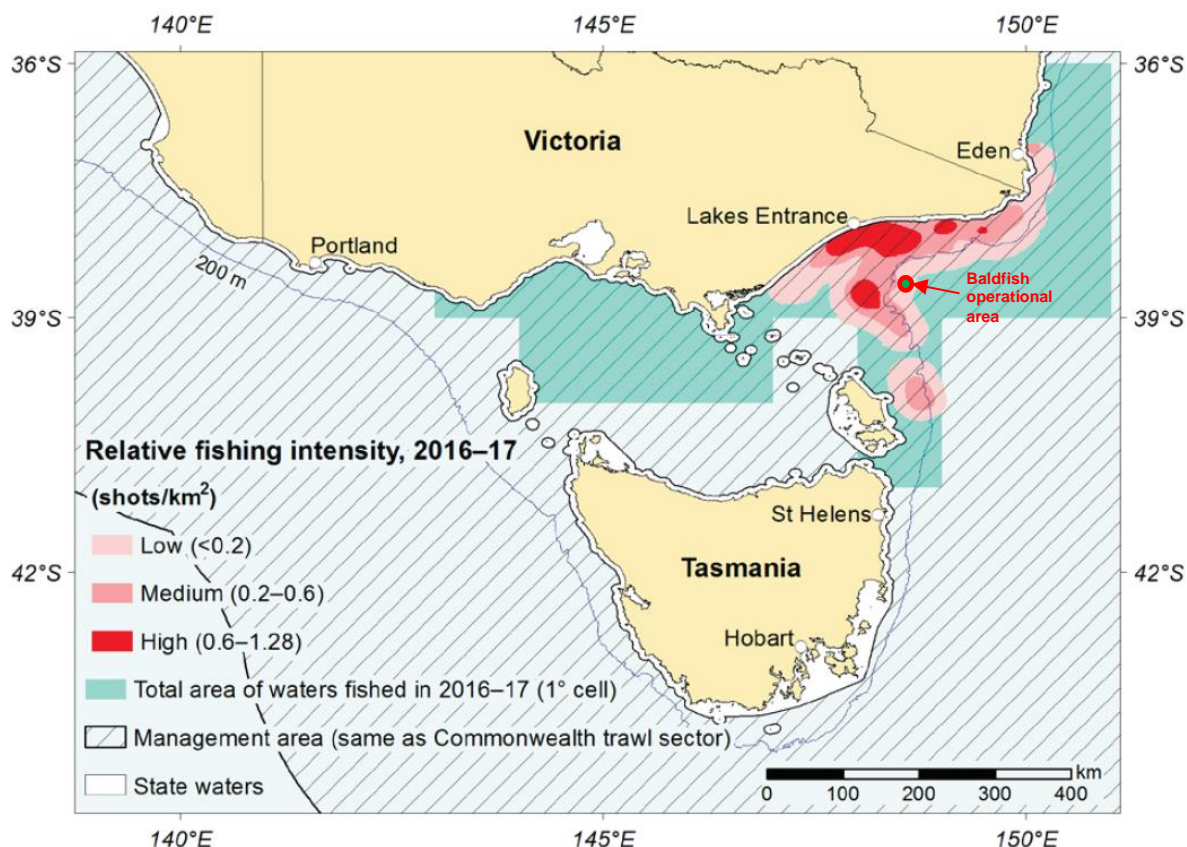 140°E 145°E 150°E
36°S 36°S
Victoria
Eden
Lakes Entrance
Portland
200 m
Baldfish
operational
area
39°S 39°S
Relative fishing intensity, 2016–17
(shots/km²)
Low (<0.2)
Medium (0.2–0.6)
High (0.6–1.28)
Total area of waters fished in 2016–17 (1° cell)
Management area (same as Commonwealth trawl sector)
State waters
St Helens
Tasmania
42°S 42°S
Hobart
km
0 100 200 300 400
140°E 145°E 150°E